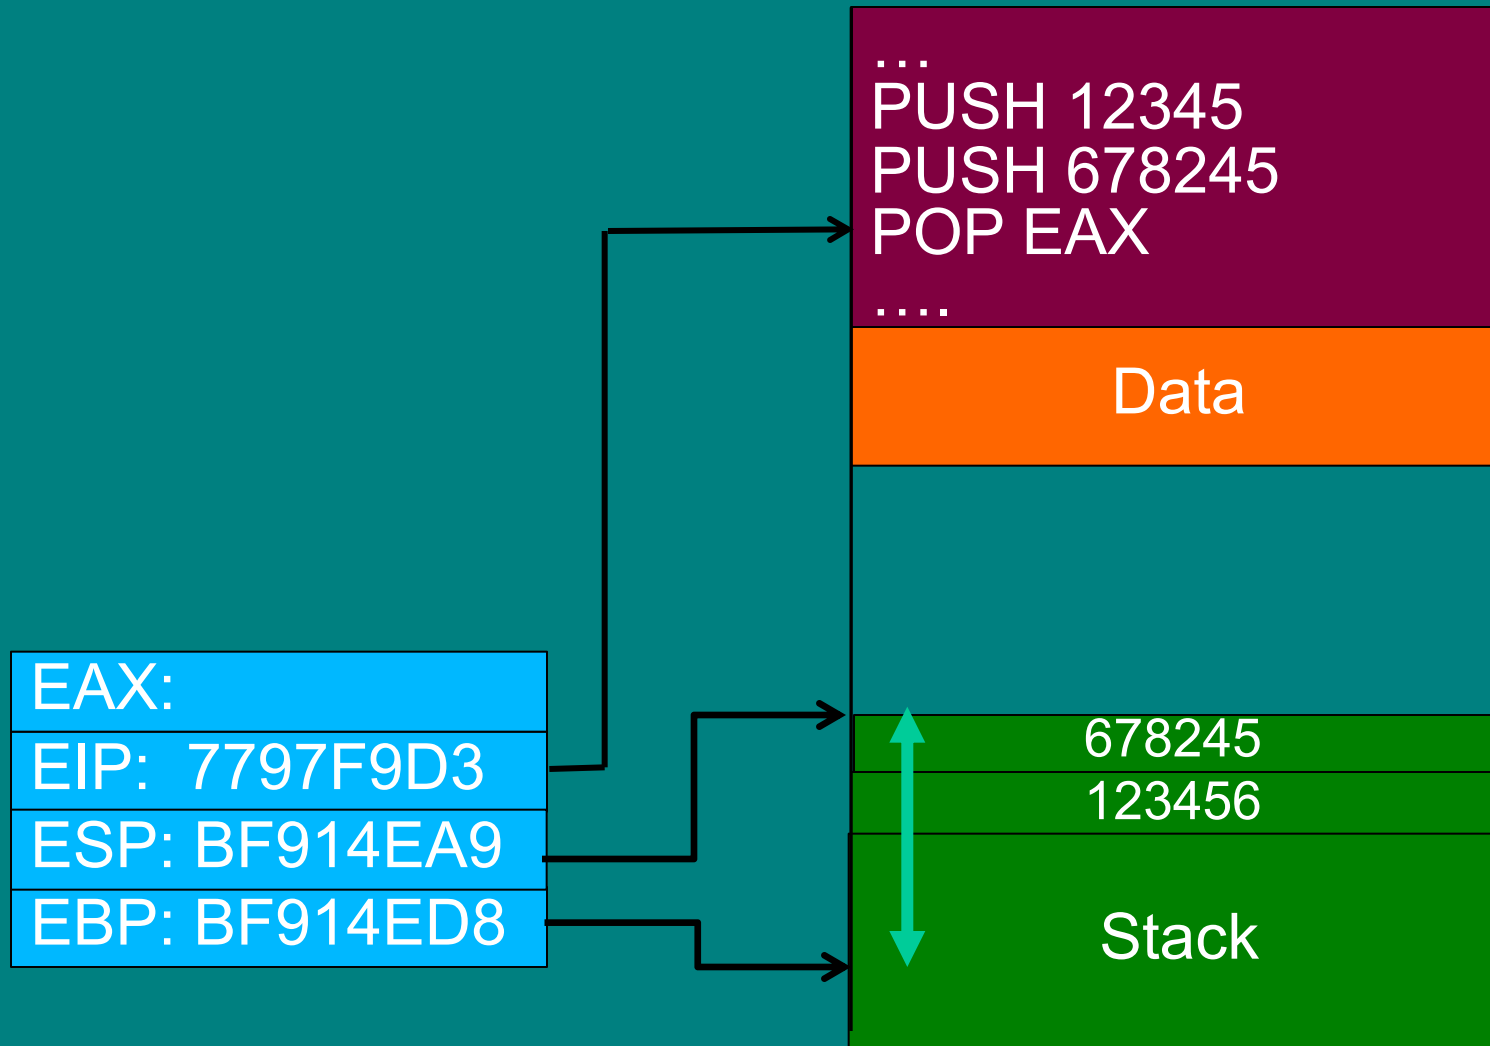 …
PUSH 12345
PUSH 678245
POP EAX
….
Data
EAX:
EIP: 7797F9D3
ESP: BF914EA9
EBP: BF914ED8
678245
123456
Stack